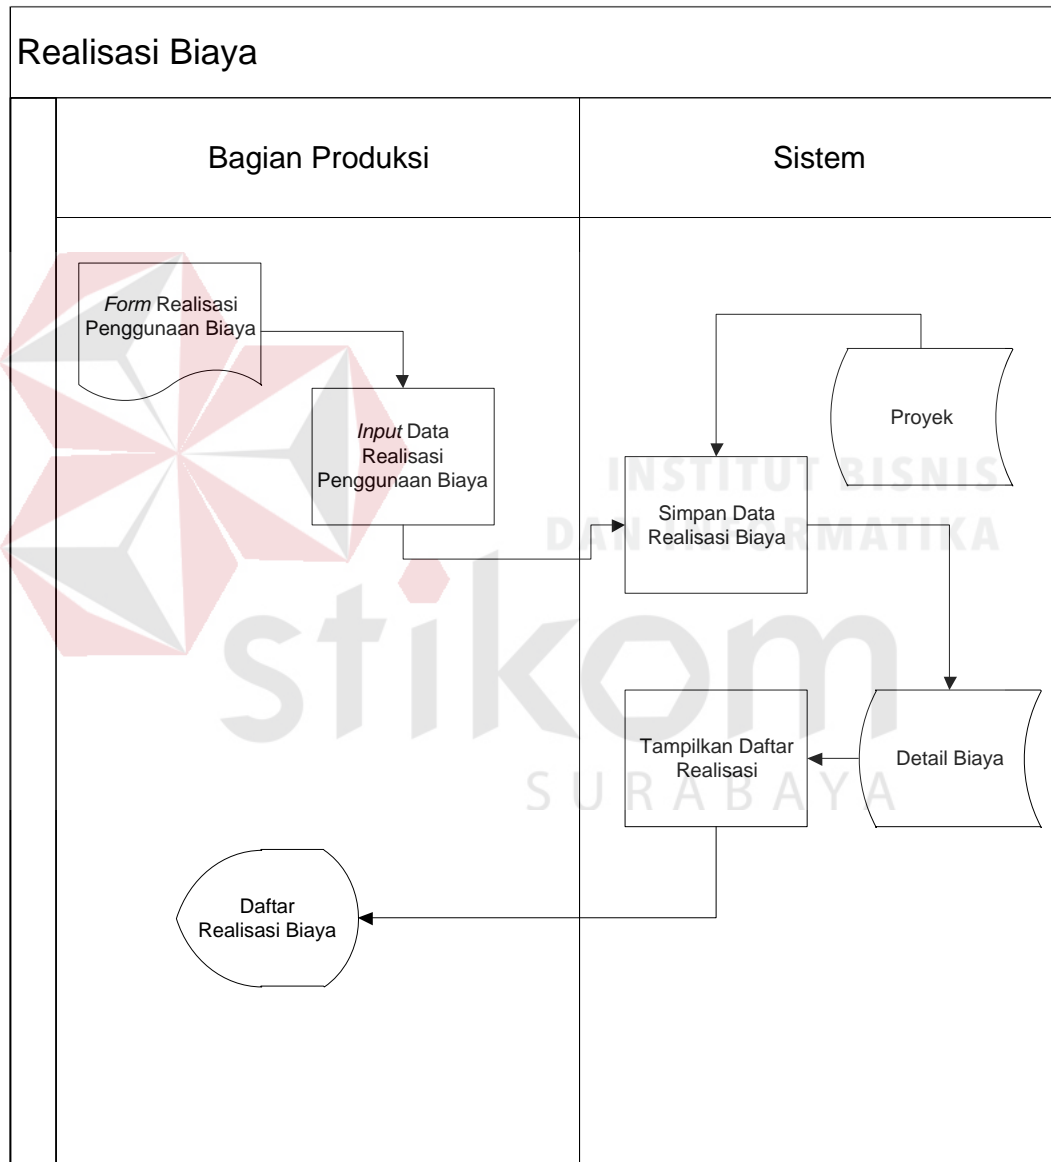 Realisasi Biaya
Bagian Produksi
Sistem
Form Realisasi
Penggunaan Biaya
Input Data
Realisasi
Penggunaan Biaya
Proyek
Simpan Data
Realisasi Biaya
Tampilkan Daftar
Realisasi
Detail Biaya
Daftar
Realisasi Biaya
INSTITUT BISNIS
DAN INFORMATIKA
stikom
SURABAYA